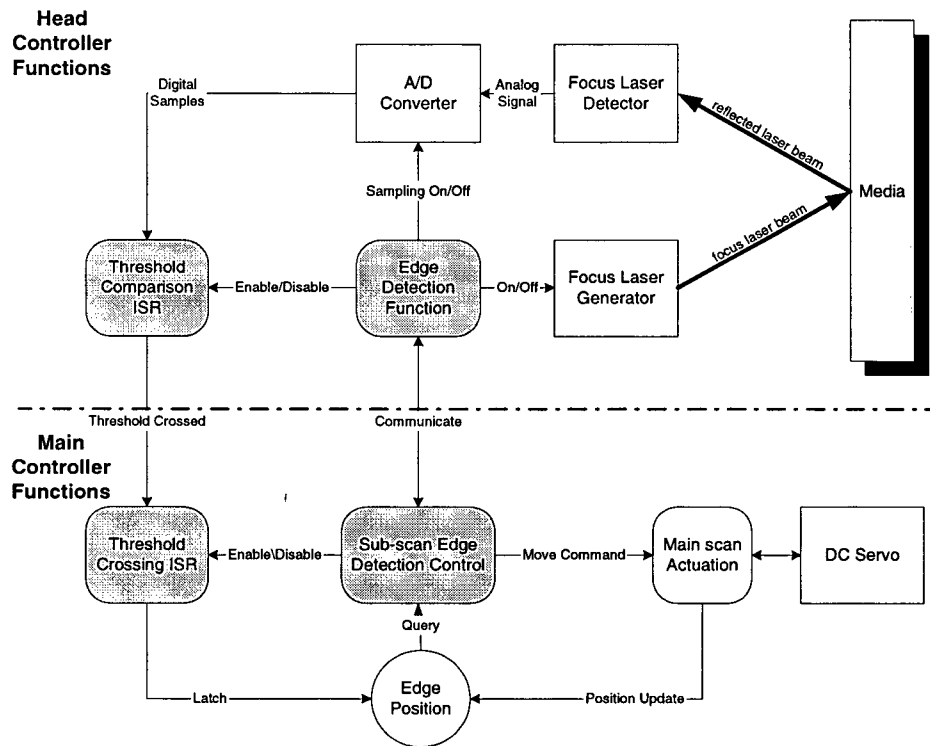 Head
Controller
Functions
Digital
Samples
A/D
Converter
Analog
Signal
Focus Laser
Detector
reflected laser beam
Media
Sampling On/Off
focus laser beam
Threshold
Comparison
ISR
Enable/Disable
Edge
Detection
Function
On/Off
Focus Laser
Generator
Threshold Crossed
Communicate
Main
Controller
Functions
Threshold
Crossing ISR
Enable\Disable
Sub-scan Edge
Detection Control
Move Command
Main scan
Actuation
DC Servo
Query
Latch
Edge
Position
Position Update